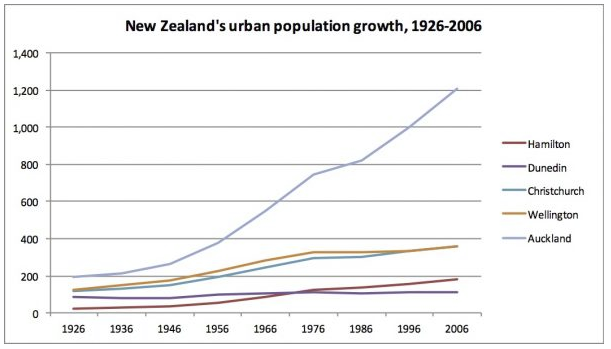 New Zealand's urban population growth, 1926-2006
1,400
1,200
1,000
800
600
400
200
0
1926 1936 1946 1956 1966 1976 1986 1996 2006
Hamilton
Dunedin
Christchurch
Wellington
Auckland